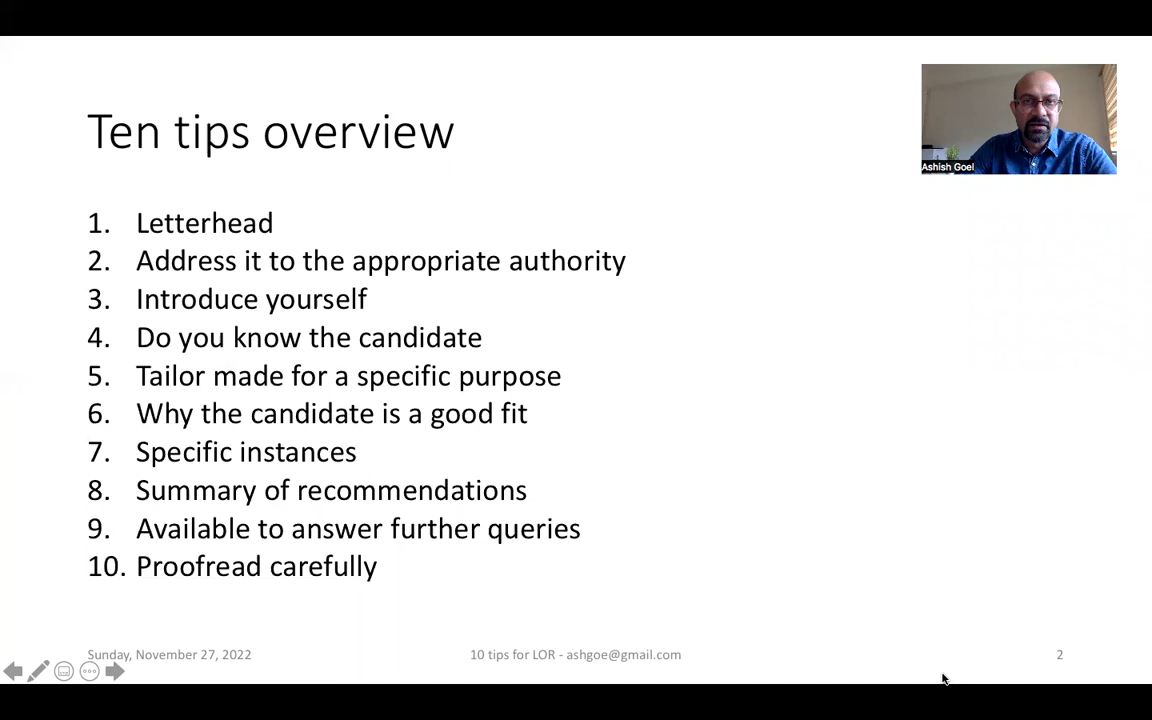 Ten tips overview
Ashish Goel
1. Letterhead
2. Address it to the appropriate authority
3. Introduce yourself
4. Do you know the candidate
5. Tailor made for a specific purpose
6. Why the candidate is a good fit
7. Specific instances
8. Summary of recommendations
9. Available to answer further queries
10. Proofread carefully
Sunday, November 27, 2022 10 tips for LOR - ashgoe@gmail.com 2